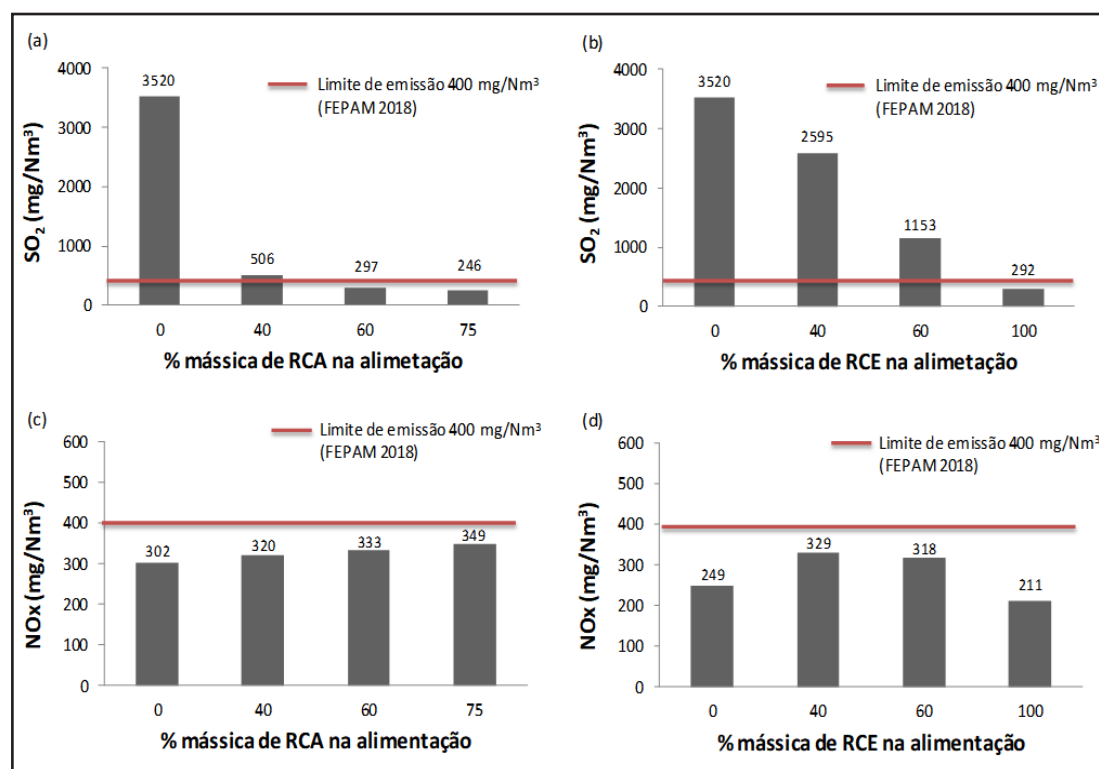 (a)
4000
3000
2000
1000
0
SO₂ (mg/Nm³)
3520
506
297
246
Limite de emissão 400 mg/Nm³
(FEPAM 2018)
0 40 60 75
% mássica de RCA na alimetação
(b)
4000
3000
2000
1000
0
SO₂ (mg/Nm³)
3520
2595
1153
292
Limite de emissão 400 mg/Nm³
(FEPAM 2018)
0 40 60 100
% mássica de RCE na alimetação
(c)
600
500
400
300
200
100
0
NOx (mg/Nm³)
302
320
333
349
Limite de emissão 400 mg/Nm³
(FEPAM 2018)
0 40 60 75
% mássica de RCA na alimentação
(d)
600
500
400
300
200
100
0
NOx (mg/Nm³)
249
329
318
211
Limite de emissão 400 mg/Nm³
(FEPAM 2018)
0 40 60 100
% mássica de RCE na alimentação